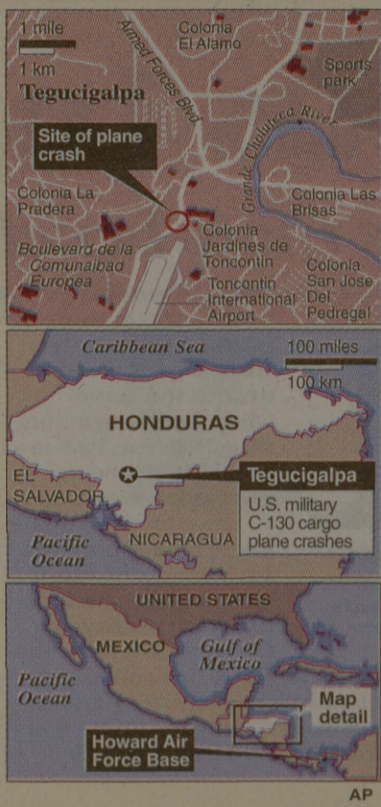 1 mile
1 km
Tegucigalpa
Armed Forces Blvd
Colonia
El Alamo
Sports
park
Site of plane
crash
Grande Chaluteca River
Colonia La
Pradera
Colonia Las
Brisas
Boulevard de la
Comunaibad
Europea
Colonia
Jardines de
Toncontín
Toncontín
International
Airport
Colonia
San Jose
Del
Pedregal
Caribbean Sea
100 miles
100 km
HONDURAS
EL
SALVADOR
Tegucigalpa
U.S. military
C-130 cargo
plane crashes
Pacific
Ocean
NICARAGUA
UNITED STATES
MEXICO
Gulf of
Mexico
Pacific
Ocean
Map
detail
Howard Air
Force Base
AP